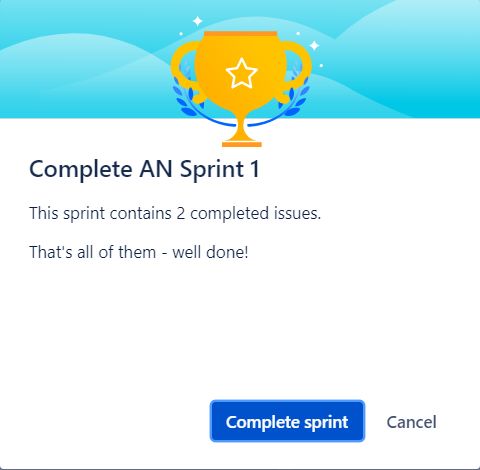 Complete AN Sprint 1
This sprint contains 2 completed issues.
That's all of them - well done!
Complete sprint
Cancel